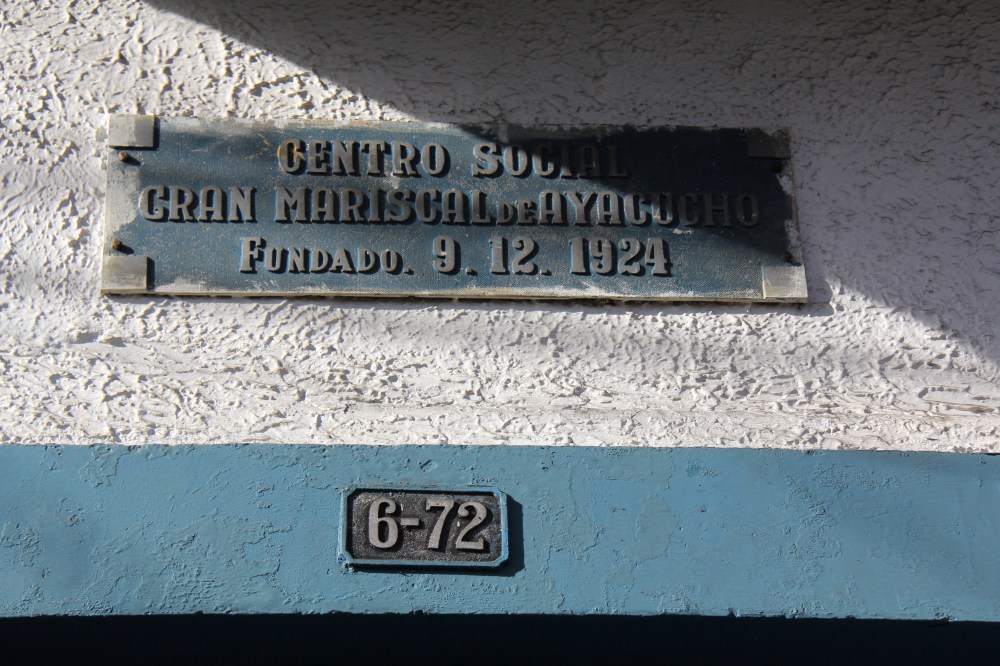 CENTRO SOCIAL
GRAN MARISCAL DE AYACUCHO
FUNDADO. 9. 12. 1924
6-72